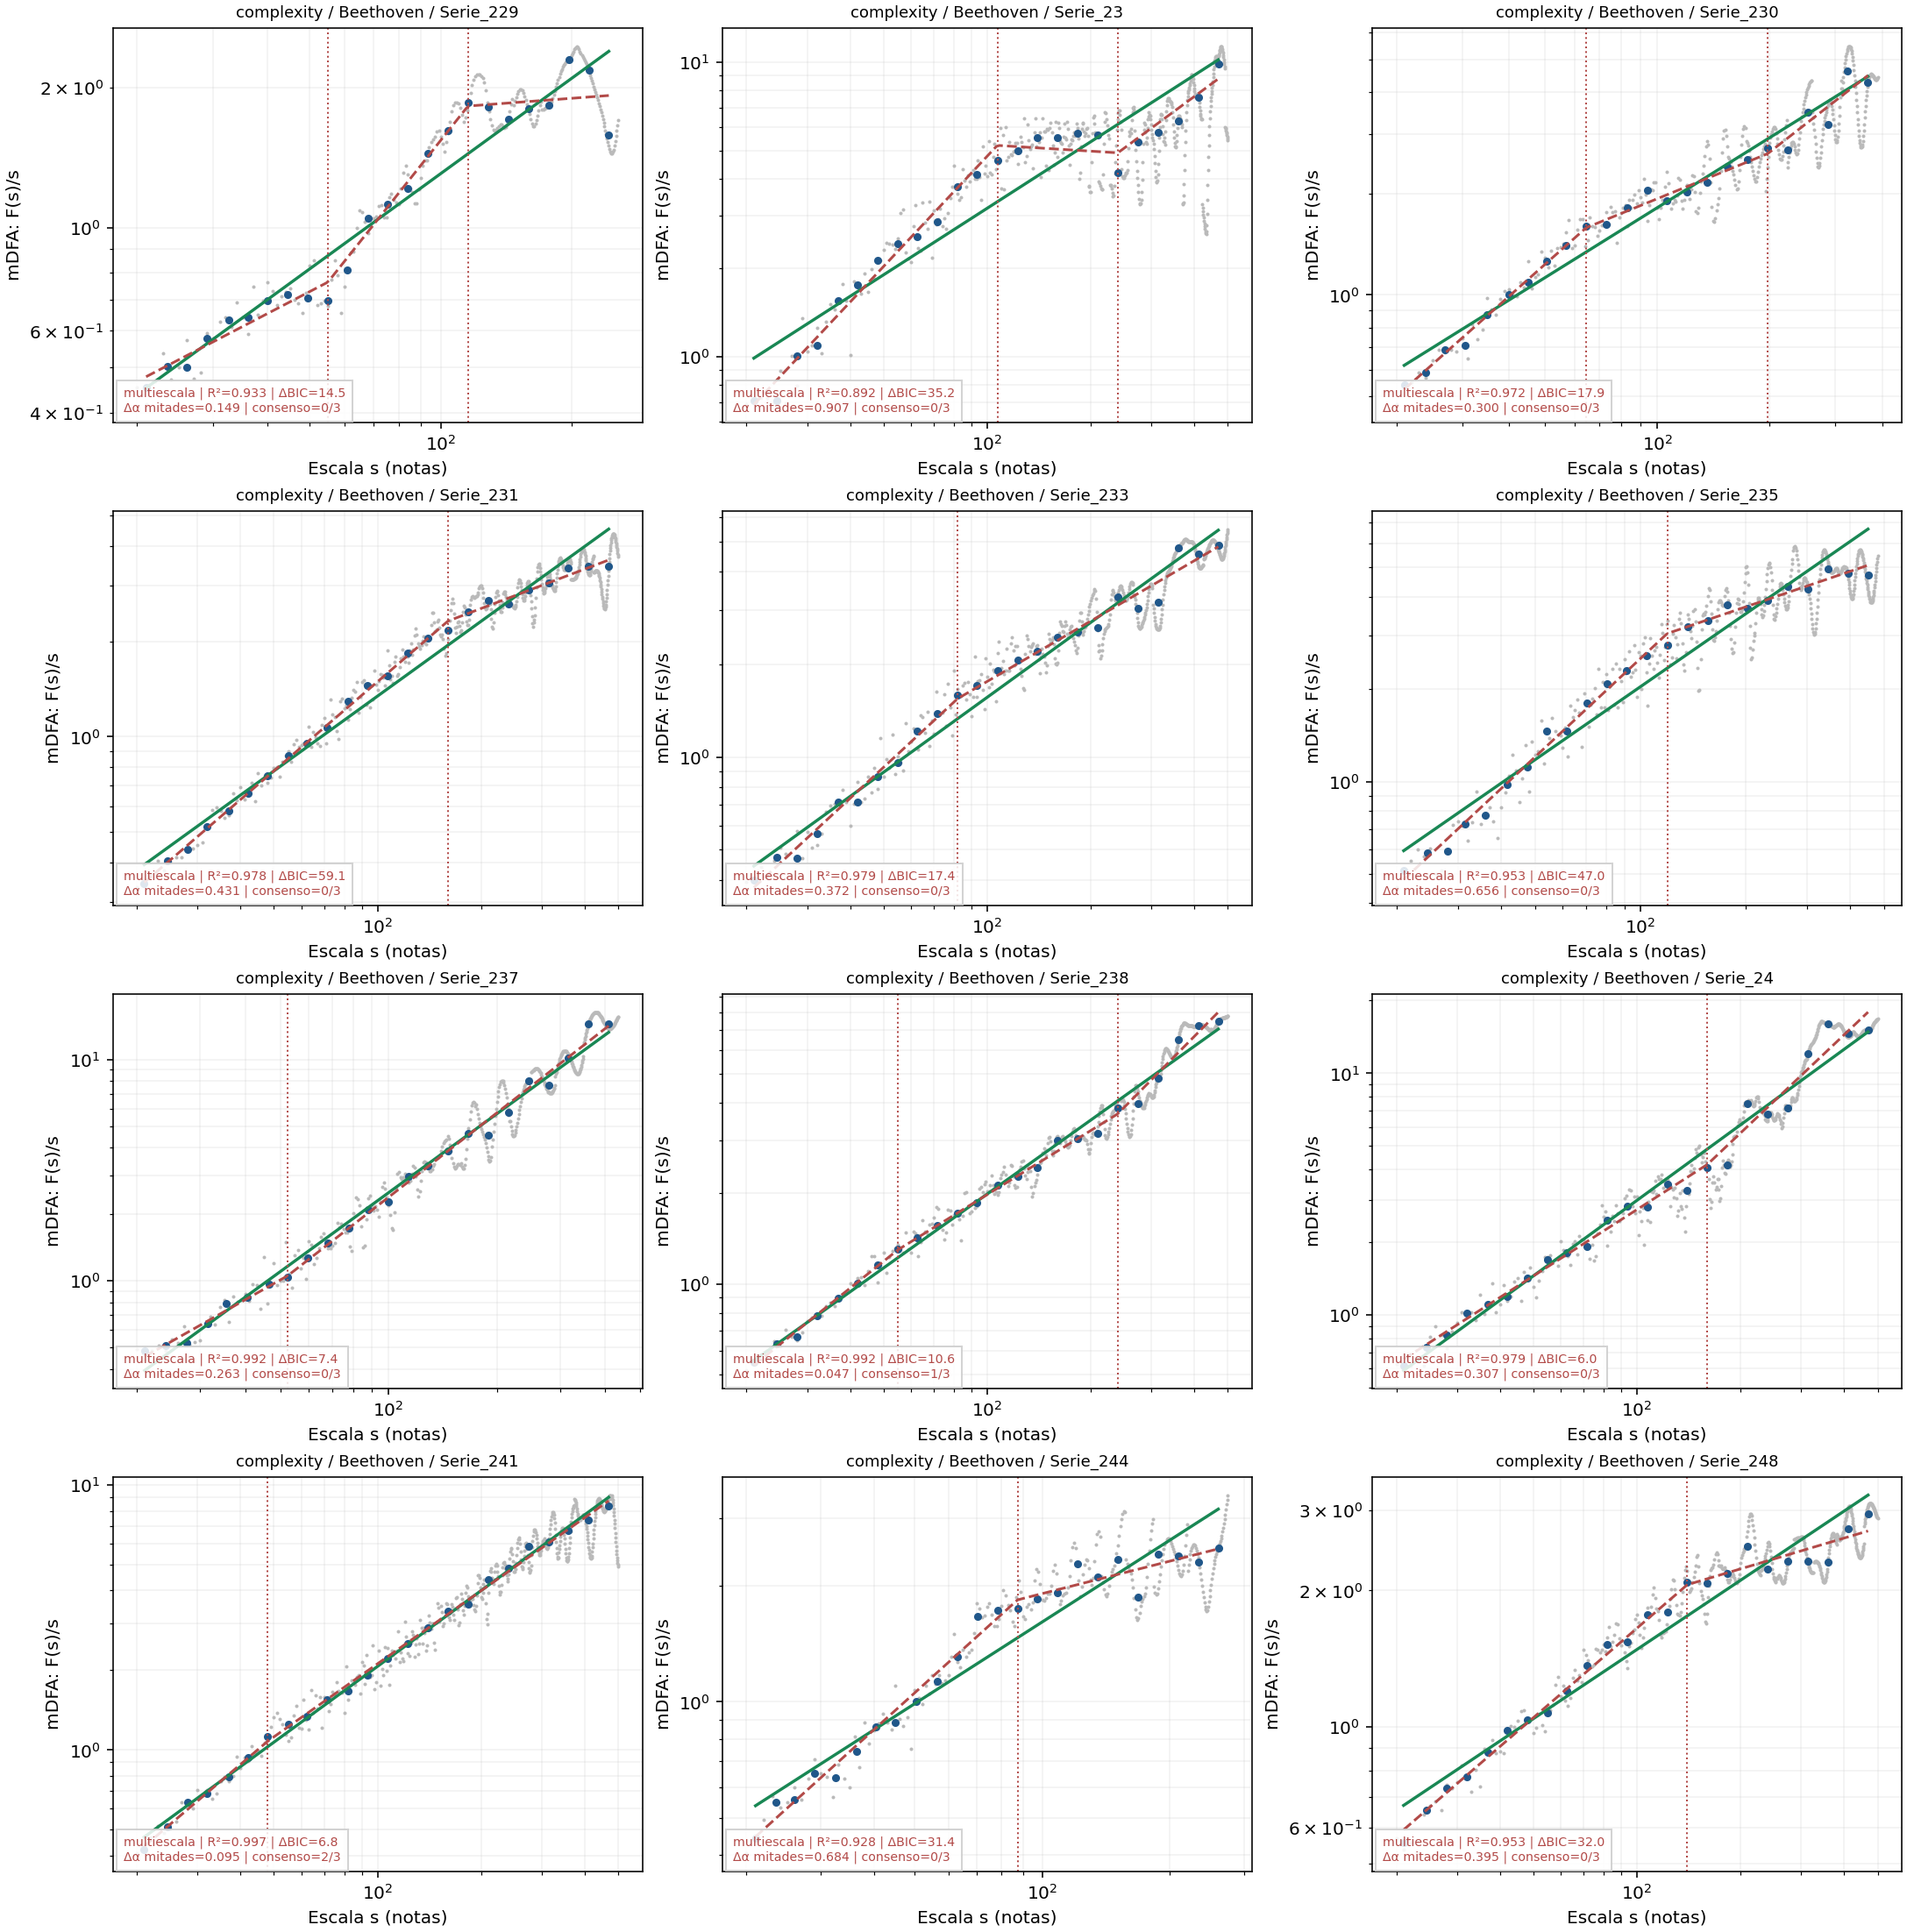 complexity / Beethoven / Serie_229
mDFA: F(s)/s
2 × 10⁰
10⁰
6 × 10⁻¹
4 × 10⁻¹
multiescala | R²=0.933 | ΔBIC=14.5
Δα mitades=0.149 | consenso=0/3
10²
Escala s (notas)
complexity / Beethoven / Serie_23
mDFA: F(s)/s
10¹
10⁰
multiescala | R²=0.892 | ΔBIC=35.2
Δα mitades=0.907 | consenso=0/3
10²
Escala s (notas)
complexity / Beethoven / Serie_230
mDFA: F(s)/s
10⁰
multiescala | R²=0.972 | ΔBIC=17.9
Δα mitades=0.300 | consenso=0/3
10²
Escala s (notas)
complexity / Beethoven / Serie_231
mDFA: F(s)/s
10⁰
multiescala | R²=0.978 | ΔBIC=59.1
Δα mitades=0.431 | consenso=0/3
10²
Escala s (notas)
complexity / Beethoven / Serie_233
mDFA: F(s)/s
10⁰
multiescala | R²=0.979 | ΔBIC=17.4
Δα mitades=0.372 | consenso=0/3
10²
Escala s (notas)
complexity / Beethoven / Serie_235
mDFA: F(s)/s
10⁰
multiescala | R²=0.953 | ΔBIC=47.0
Δα mitades=0.656 | consenso=0/3
10²
Escala s (notas)
complexity / Beethoven / Serie_237
mDFA: F(s)/s
10¹
10⁰
multiescala | R²=0.992 | ΔBIC=7.4
Δα mitades=0.263 | consenso=0/3
10²
Escala s (notas)
complexity / Beethoven / Serie_238
mDFA: F(s)/s
10⁰
multiescala | R²=0.992 | ΔBIC=10.6
Δα mitades=0.047 | consenso=1/3
10²
Escala s (notas)
complexity / Beethoven / Serie_24
mDFA: F(s)/s
10¹
10⁰
multiescala | R²=0.979 | ΔBIC=6.0
Δα mitades=0.307 | consenso=0/3
10²
Escala s (notas)
complexity / Beethoven / Serie_241
mDFA: F(s)/s
10¹
10⁰
multiescala | R²=0.997 | ΔBIC=6.8
Δα mitades=0.095 | consenso=2/3
10²
Escala s (notas)
complexity / Beethoven / Serie_244
mDFA: F(s)/s
10⁰
multiescala | R²=0.928 | ΔBIC=31.4
Δα mitades=0.684 | consenso=0/3
10²
Escala s (notas)
complexity / Beethoven / Serie_248
mDFA: F(s)/s
3 × 10⁰
2 × 10⁰
10⁰
6 × 10⁻¹
multiescala | R²=0.953 | ΔBIC=32.0
Δα mitades=0.395 | consenso=0/3
10²
Escala s (notas)